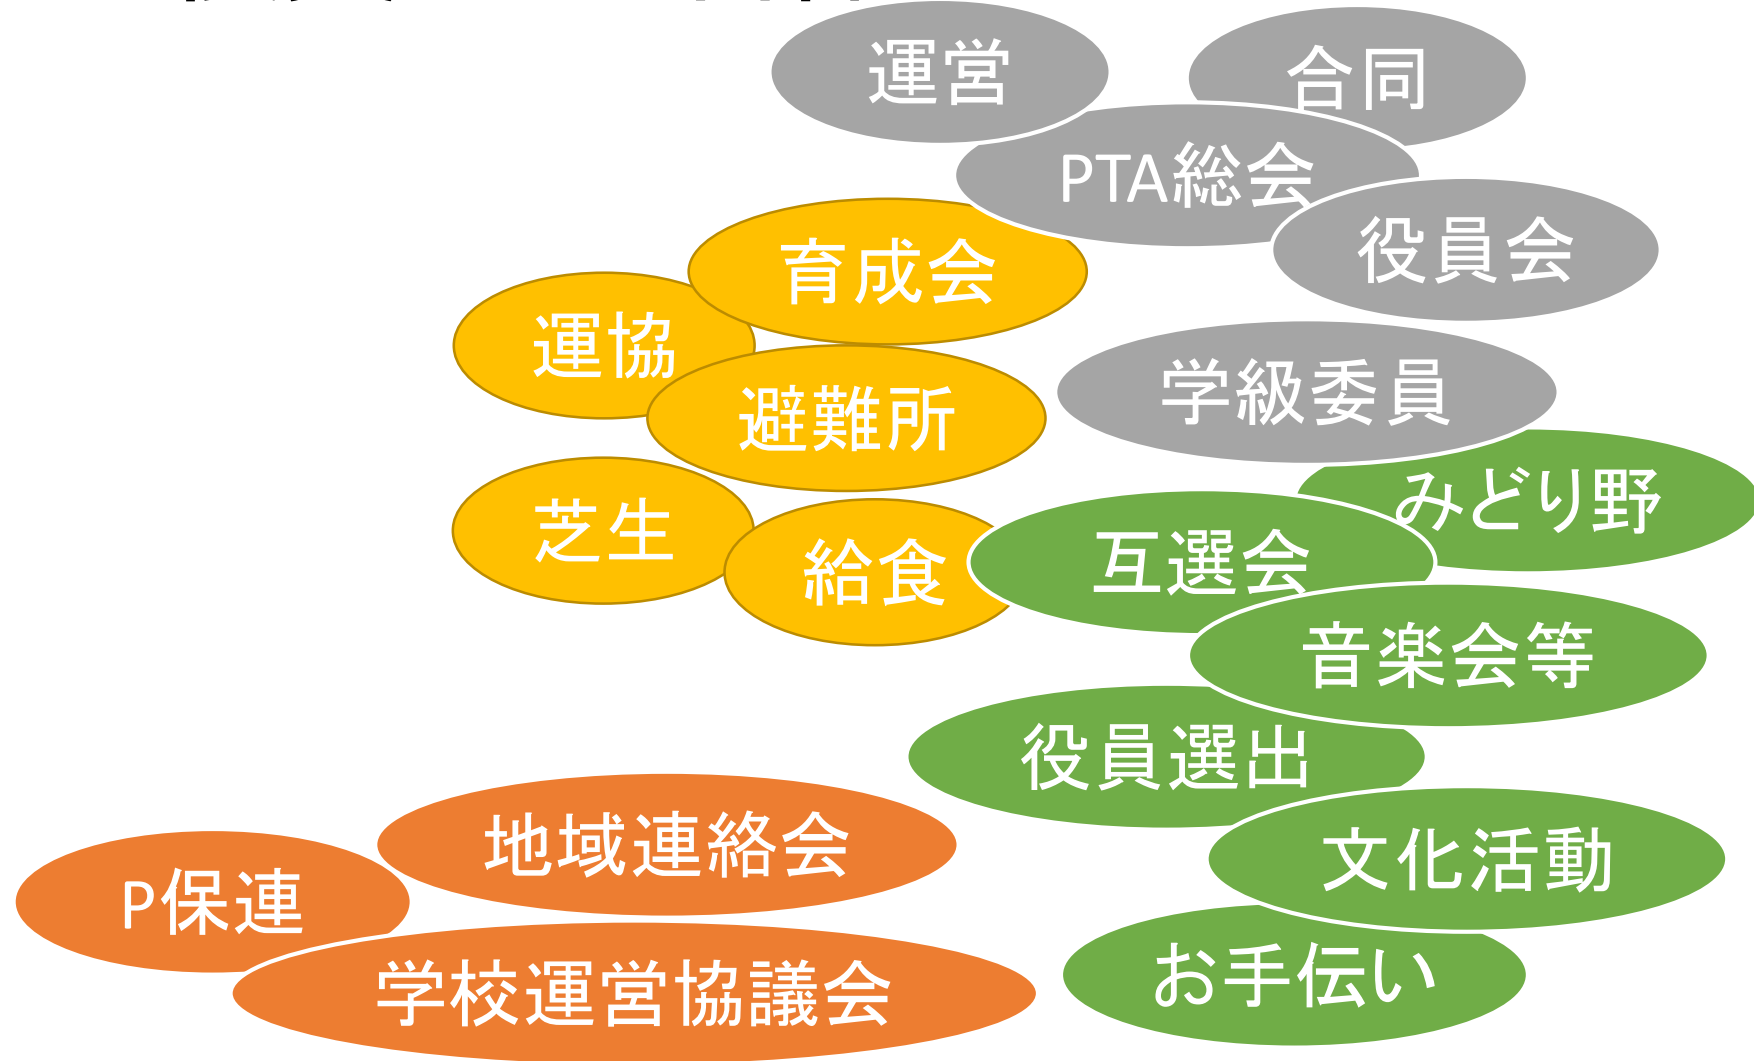 運営
合同
PTA総会
役員会
育成会
運協
避難所
学級委員
芝生
給食
みどり野
互選会
音楽会等
役員選出
地域連絡会
文化活動
P保連
学校運営協議会
お手伝い